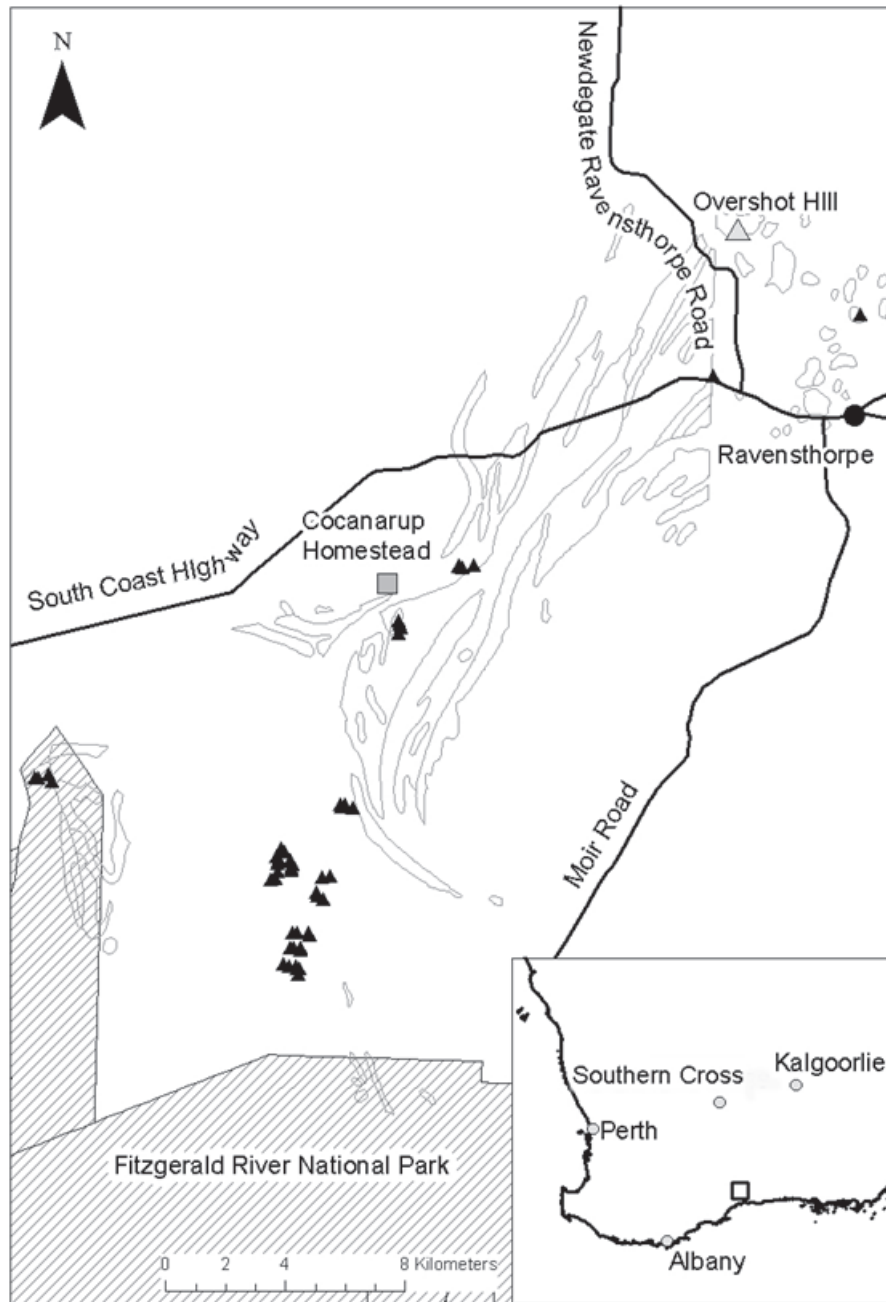 N
Newdegate Ravensthorpe Road
Overshot HIll
Ravensthorpe
Cocanarup
Homestead
South Coast HIghway
Moir Road
Fitzgerald River National Park
0 2 4 8 Kilometers
Kalgoorlie
Southern Cross
Perth
Albany